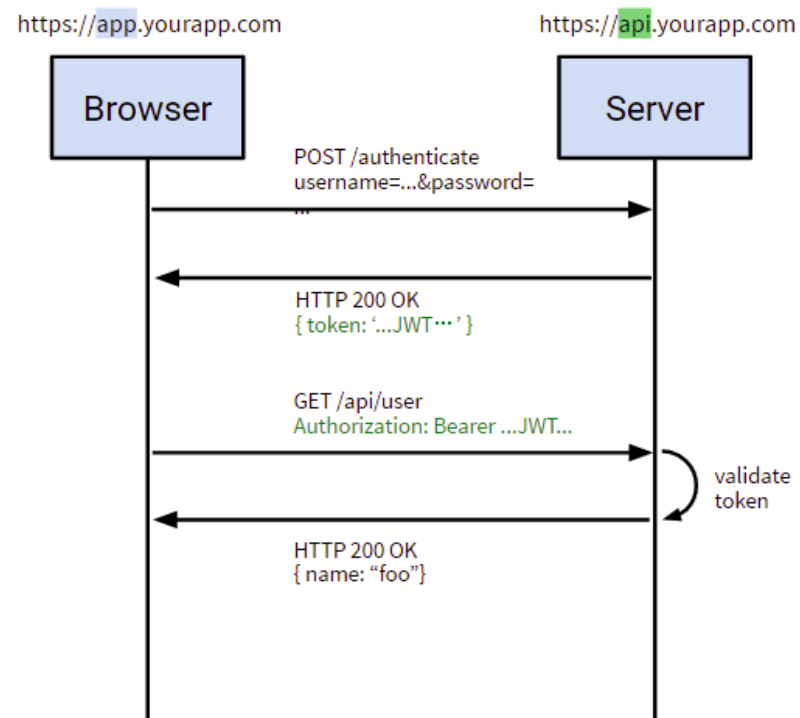 https://app.yourapp.com
https://api.yourapp.com
Browser
Server
POST /authenticate
username=...&password=
...
HTTP 200 OK
{ token: ‘...JWT··· ’ }
GET /api/user
Authorization: Bearer ...JWT...
validate
token
HTTP 200 OK
{ name: “foo”}